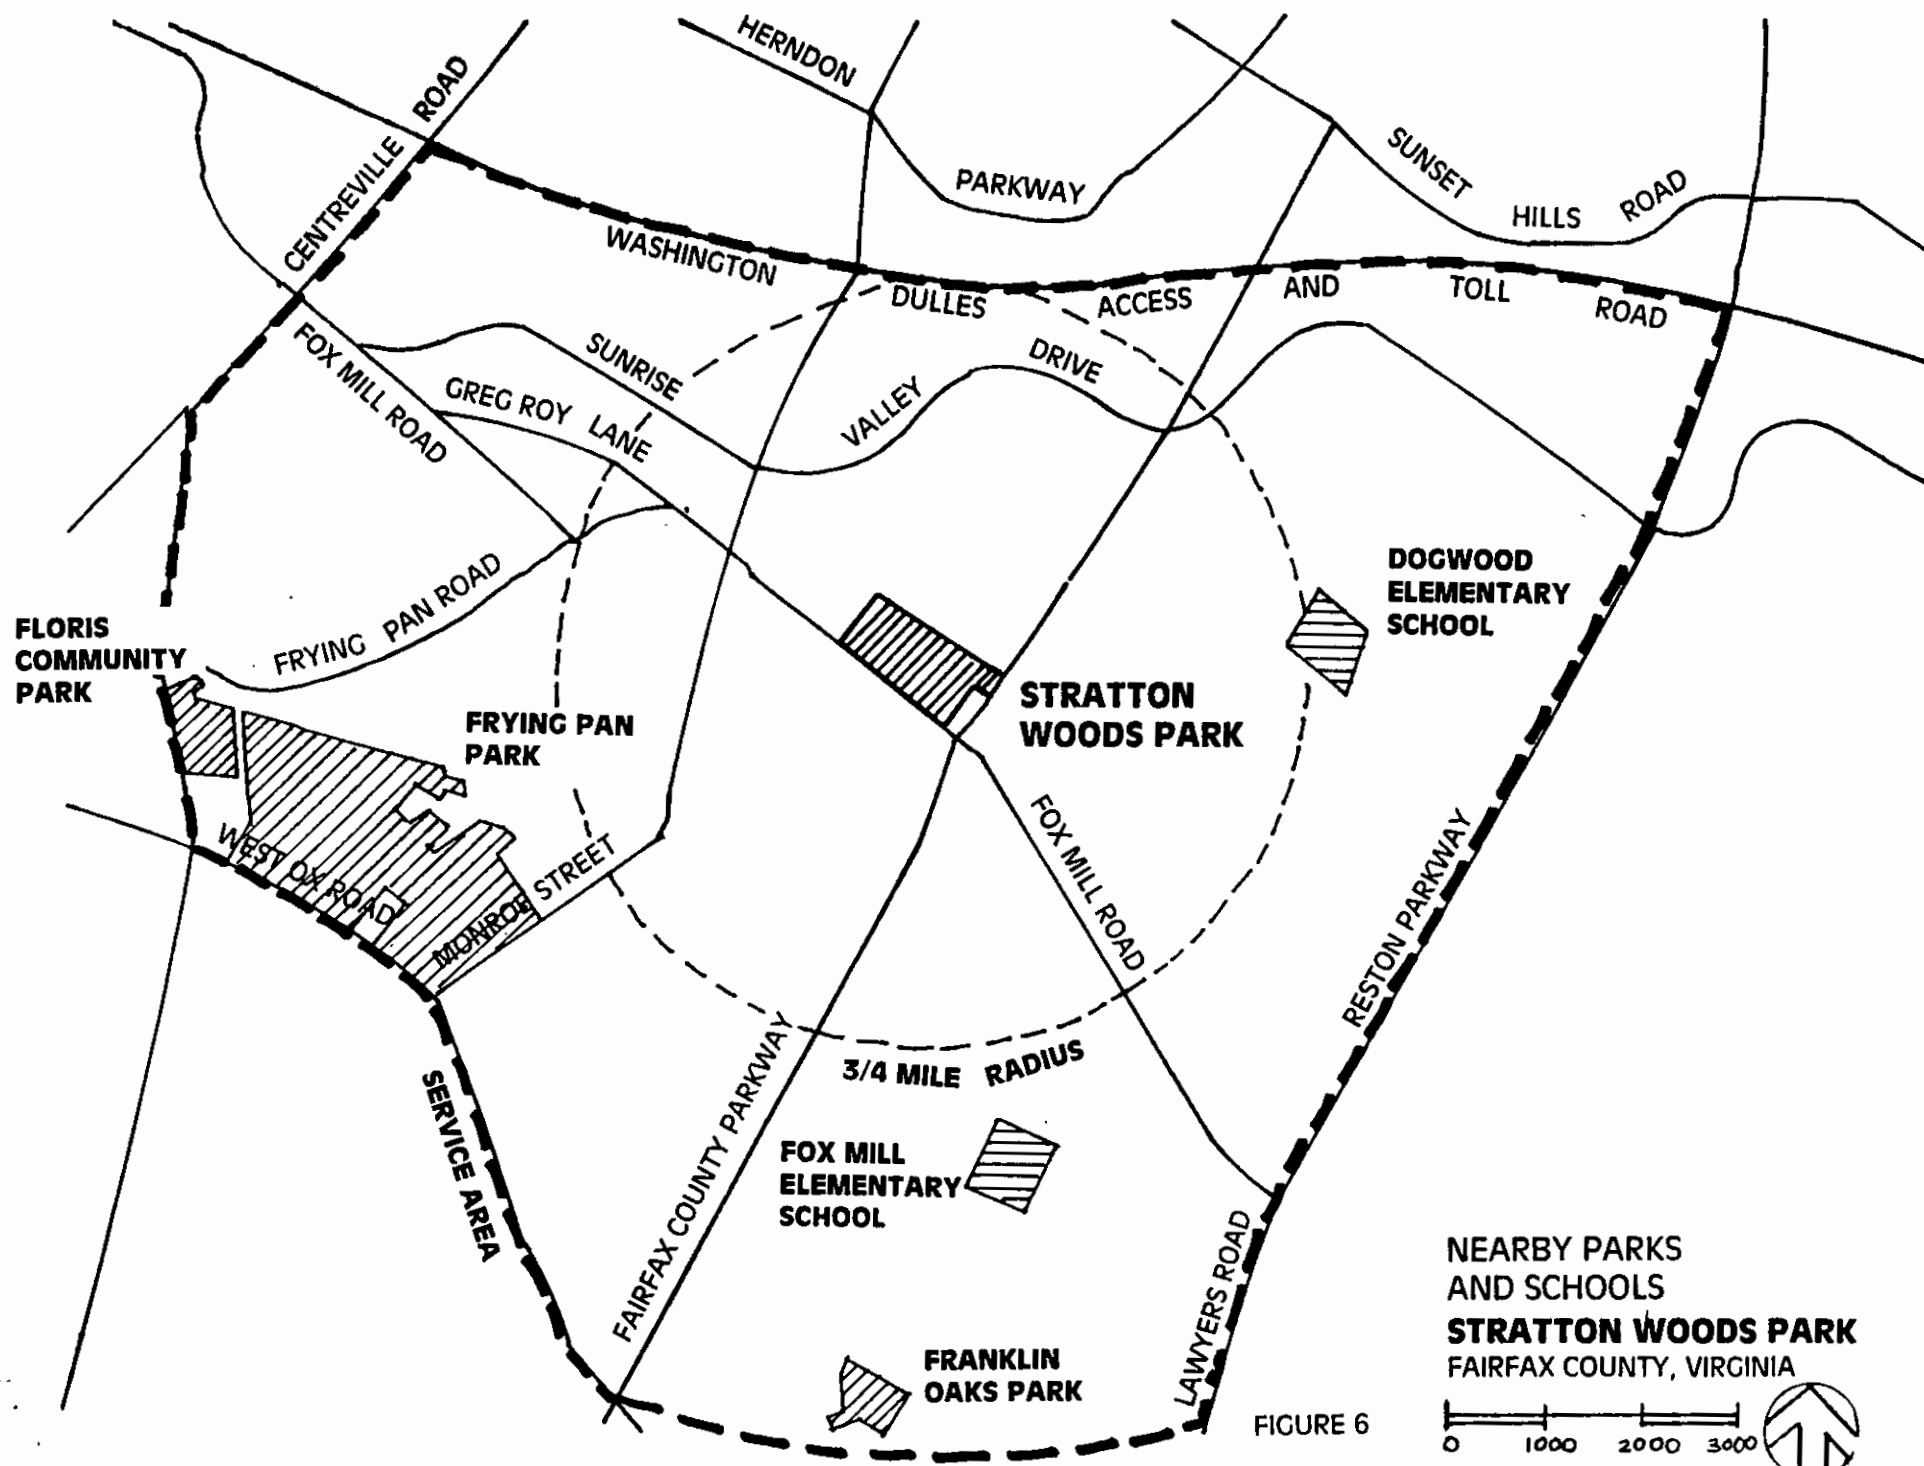 CENTREVILLE ROAD
HERNDON
PARKWAY
SUNSET HILLS ROAD
WASHINGTON DULLES ACCESS AND TOLL ROAD
FOX MILL ROAD
SUNRISE VALLEY DRIVE
GREG ROY LANE
FRYING PAN ROAD
DOGWOOD
ELEMENTARY
SCHOOL
FLORIS
COMMUNITY
PARK
FRYING PAN
PARK
STRATTON
WOODS PARK
WEST OX ROAD
MONROE STREET
FOX MILL ROAD
RESTON PARKWAY
3/4 MILE RADIUS
SERVICE AREA
FAIRFAX COUNTY PARKWAY
FOX MILL
ELEMENTARY
SCHOOL
LAWYERS ROAD
FRANKLIN
OAKS PARK
NEARBY PARKS
AND SCHOOLS
STRATTON WOODS PARK
FAIRFAX COUNTY, VIRGINIA
FIGURE 6
0 1000 2000 3000